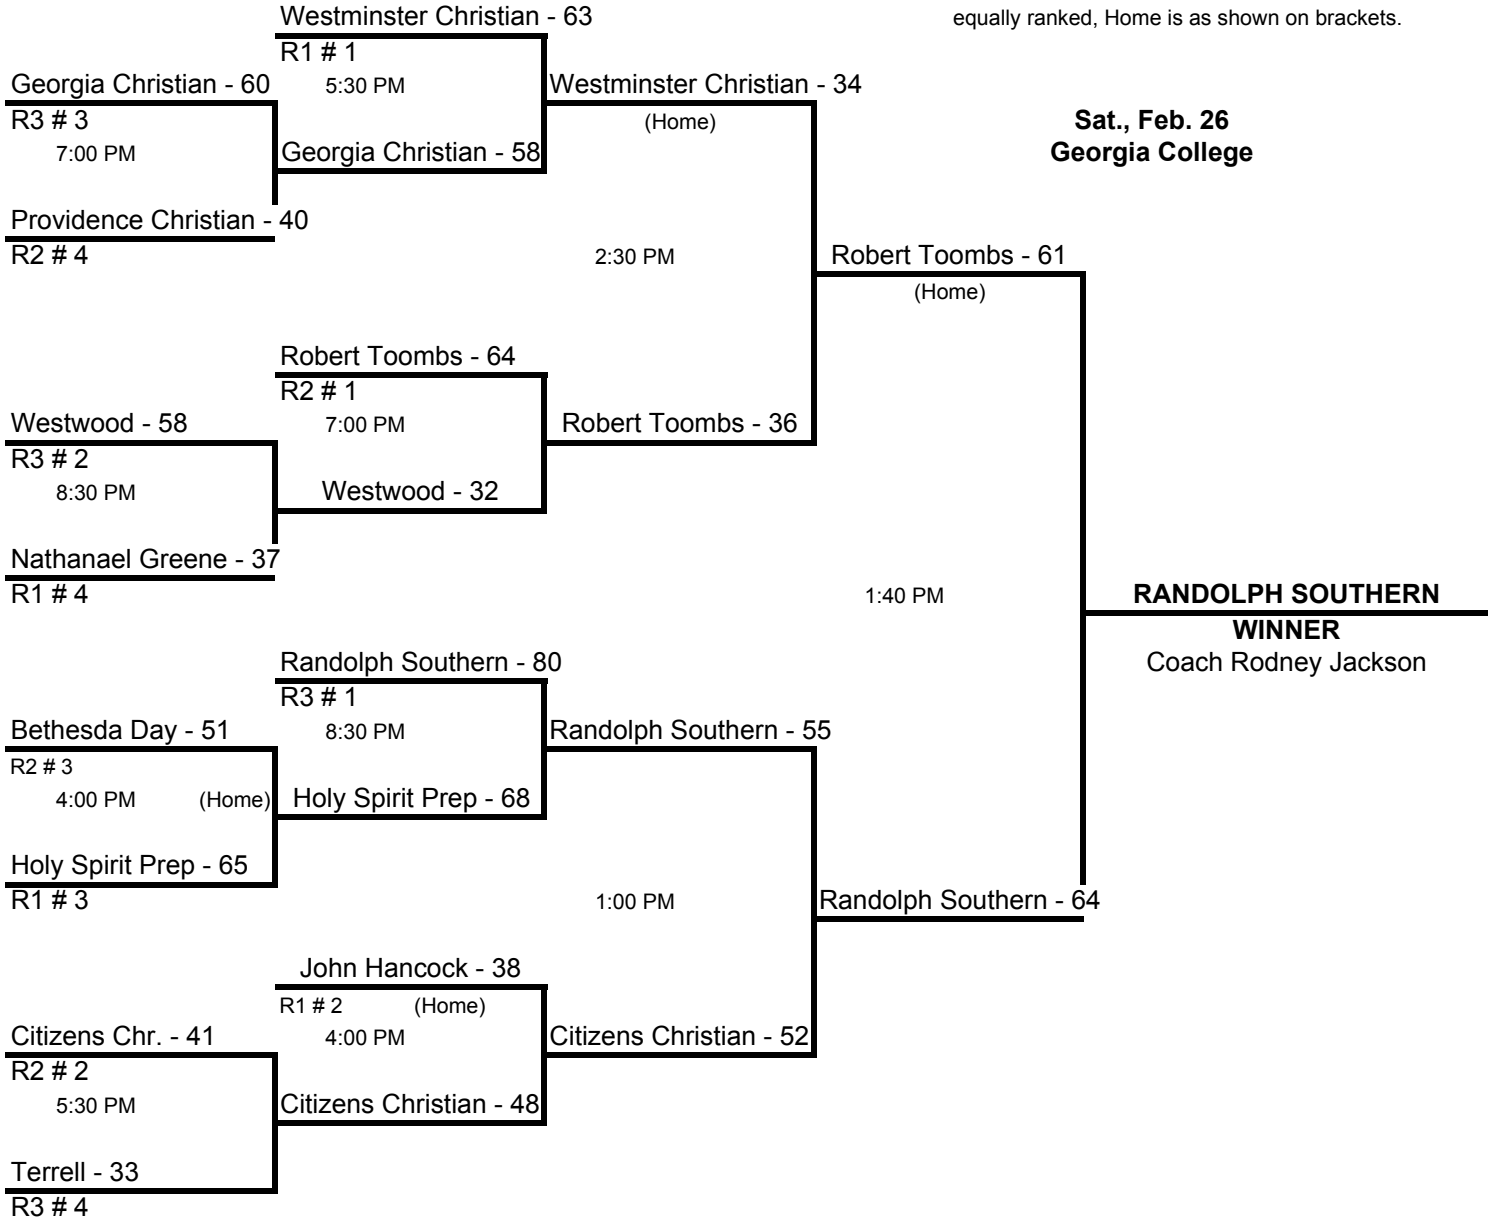 Westminster Christian - 63
equally ranked, Home is as shown on brackets.
R1 # 1
Georgia Christian - 60
5:30 PM
Westminster Christian - 34
R3 # 3
(Home)
Sat., Feb. 26
7:00 PM
Georgia Christian - 58
Georgia College
Providence Christian - 40
R2 # 4
2:30 PM
Robert Toombs - 61
(Home)
Robert Toombs - 64
R2 # 1
Westwood - 58
7:00 PM
Robert Toombs - 36
R3 # 2
8:30 PM
Westwood - 32
Nathanael Greene - 37
R1 # 4
1:40 PM
RANDOLPH SOUTHERN
WINNER
Randolph Southern - 80
Coach Rodney Jackson
R3 # 1
Bethesda Day - 51
8:30 PM
Randolph Southern - 55
R2 # 3
4:00 PM (Home)
Holy Spirit Prep - 68
Holy Spirit Prep - 65
R1 # 3
1:00 PM
Randolph Southern - 64
John Hancock - 38
R1 # 2 (Home)
Citizens Chr. - 41
4:00 PM
Citizens Christian - 52
R2 # 2
5:30 PM
Citizens Christian - 48
Terrell - 33
R3 # 4